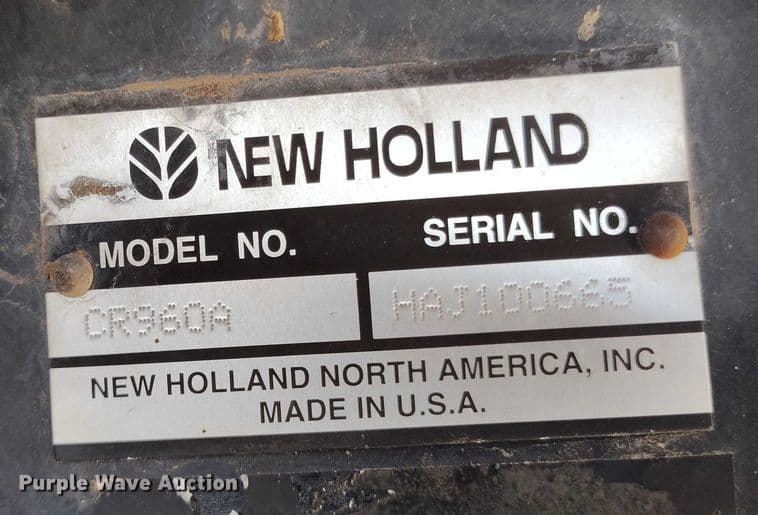 NEW HOLLAND
MODEL NO.
SERIAL NO.
CR960A
HAJ100665
NEW HOLLAND NORTH AMERICA, INC.
MADE IN U.S.A.
Purple Wave Auction